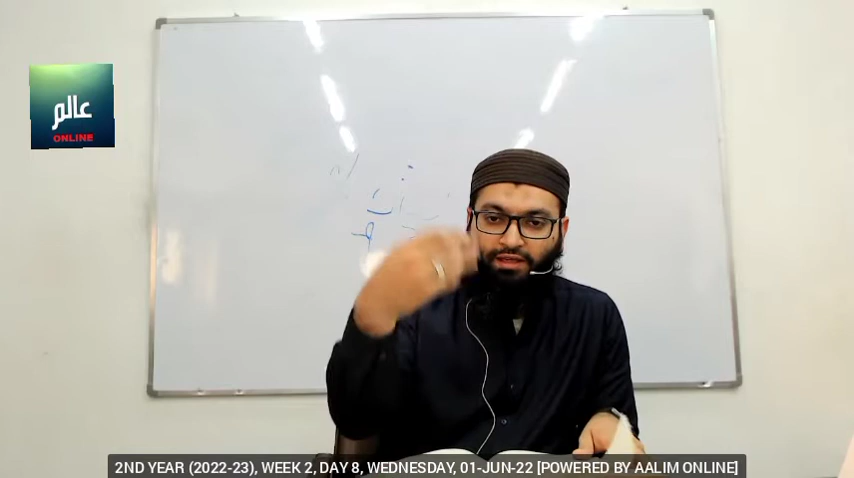 عالم
ONLINE
2ND YEAR (2022-23), WEEK 2, DAY 8, WEDNESDAY, 01-JUN-22 [POWERED BY AALIM ONLINE]